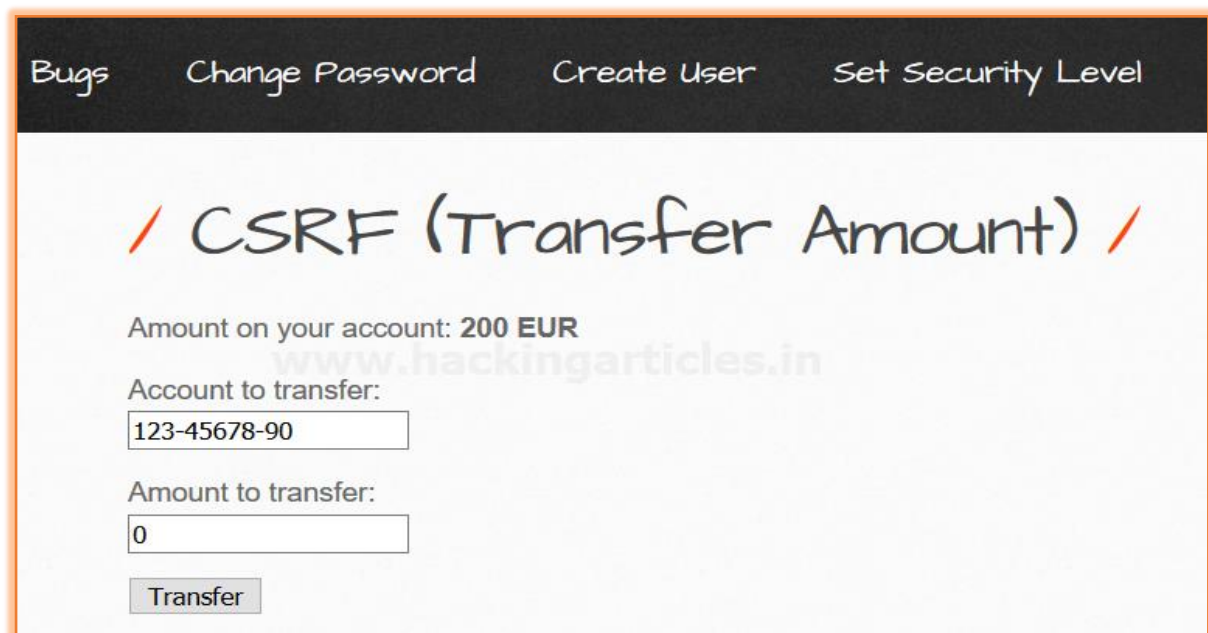 Bugs Change Password Create User Set Security Level
/ CSRF (Transfer Amount) /
Amount on your account: 200 EUR
www.hackingarticles.in
Account to transfer:
123-45678-90
Amount to transfer:
0
Transfer